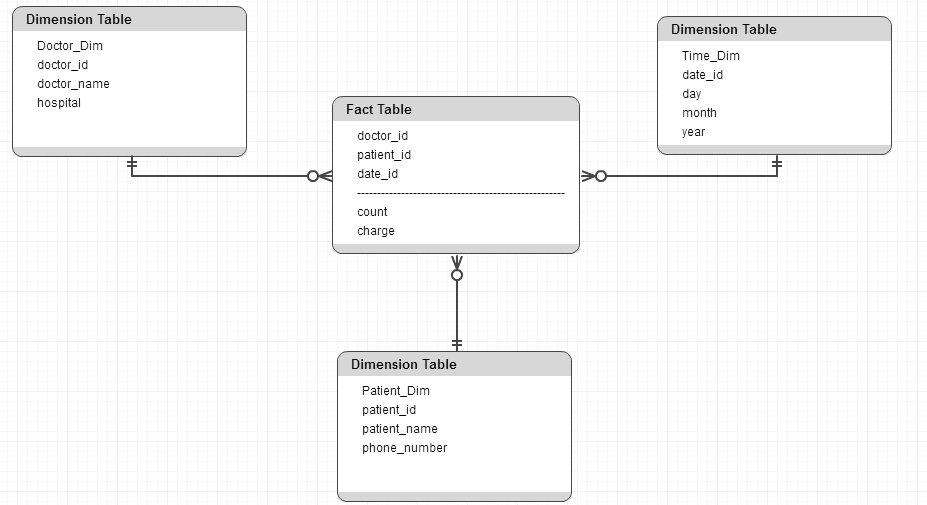 Dimension Table
Doctor_Dim
doctor_id
doctor_name
hospital
Dimension Table
Time_Dim
date_id
day
month
year
Fact Table
doctor_id
patient_id
date_id
----------------------------------------------------
count
charge
Dimension Table
Patient_Dim
patient_id
patient_name
phone_number